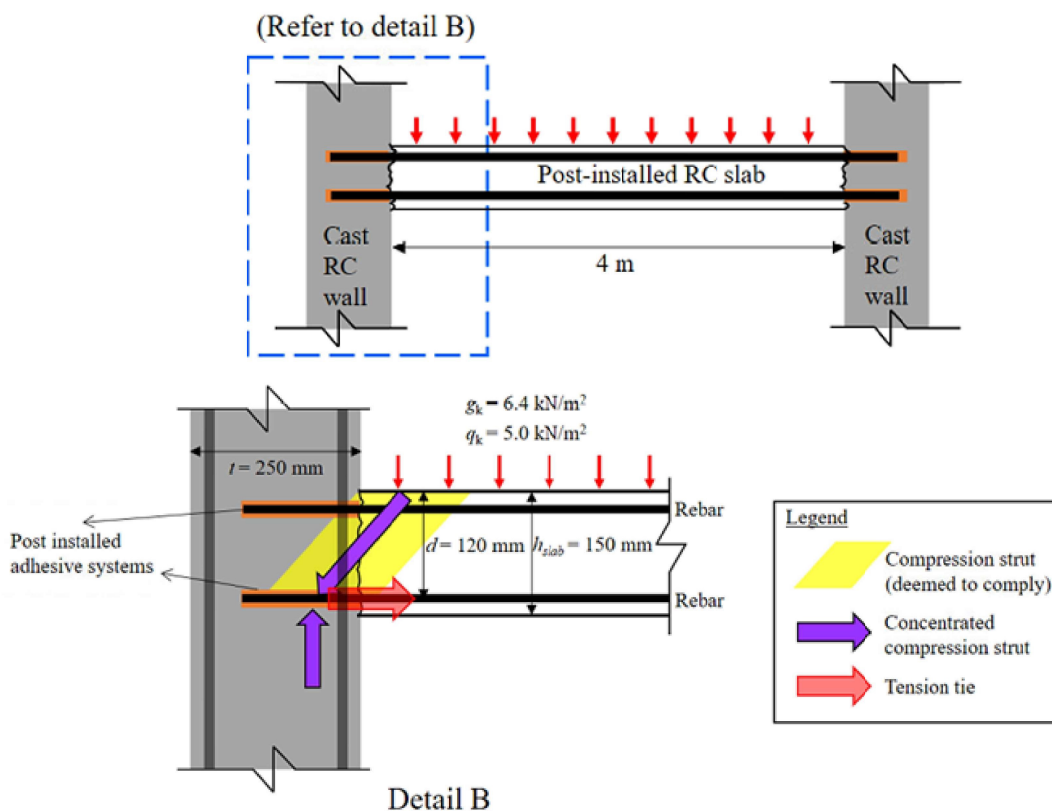 (Refer to detail B)
Post-installed RC slab
Cast
RC
wall
4 m
Cast
RC
wall
gk = 6.4 kN/m²
qk = 5.0 kN/m²
t = 250 mm
Post installed
adhesive systems
d = 120 mm
hslab = 150 mm
Rebar
Rebar
Legend
Compression strut
(deemed to comply)
Concentrated
compression strut
Tension tie
Detail B